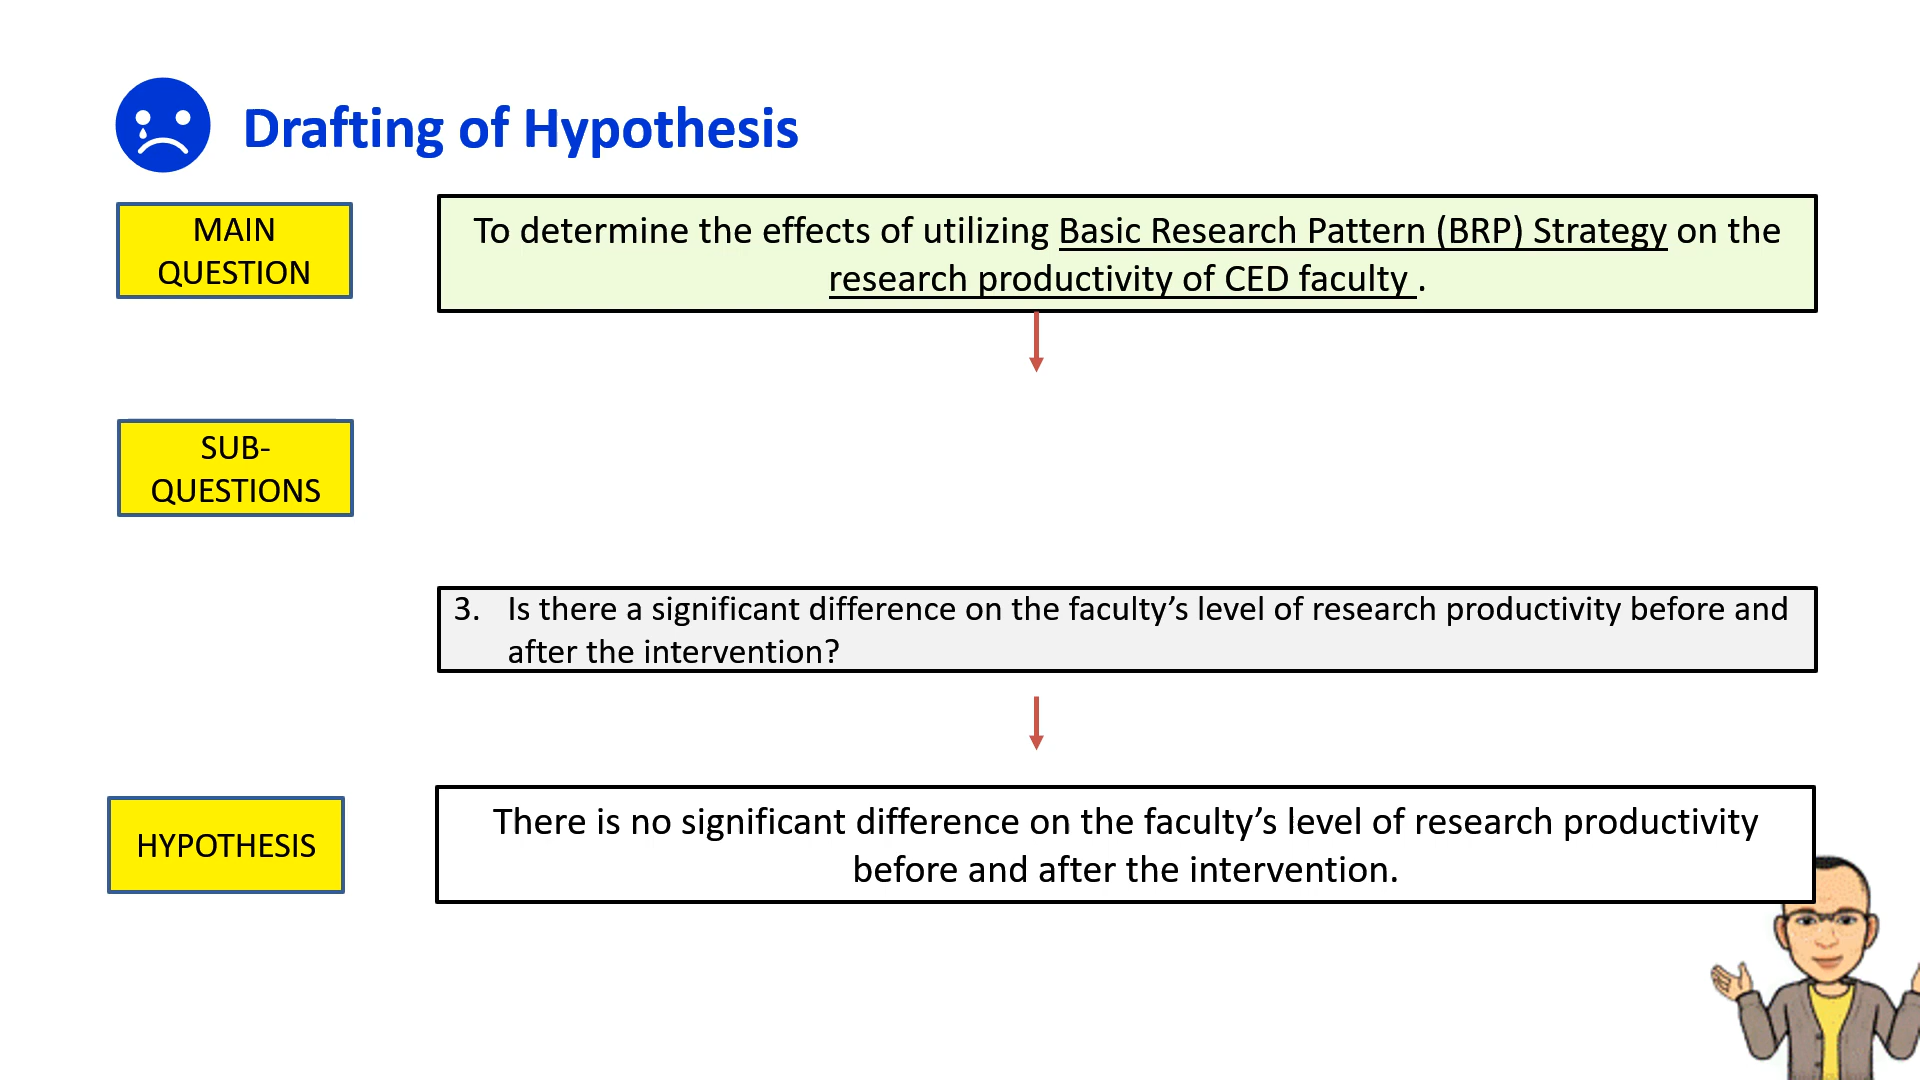 Drafting of Hypothesis
MAIN
QUESTION
To determine the effects of utilizing Basic Research Pattern (BRP) Strategy on the
research productivity of CED faculty .
SUB-
QUESTIONS
3. Is there a significant difference on the faculty’s level of research productivity before and
after the intervention?
HYPOTHESIS
There is no significant difference on the faculty’s level of research productivity
before and after the intervention.